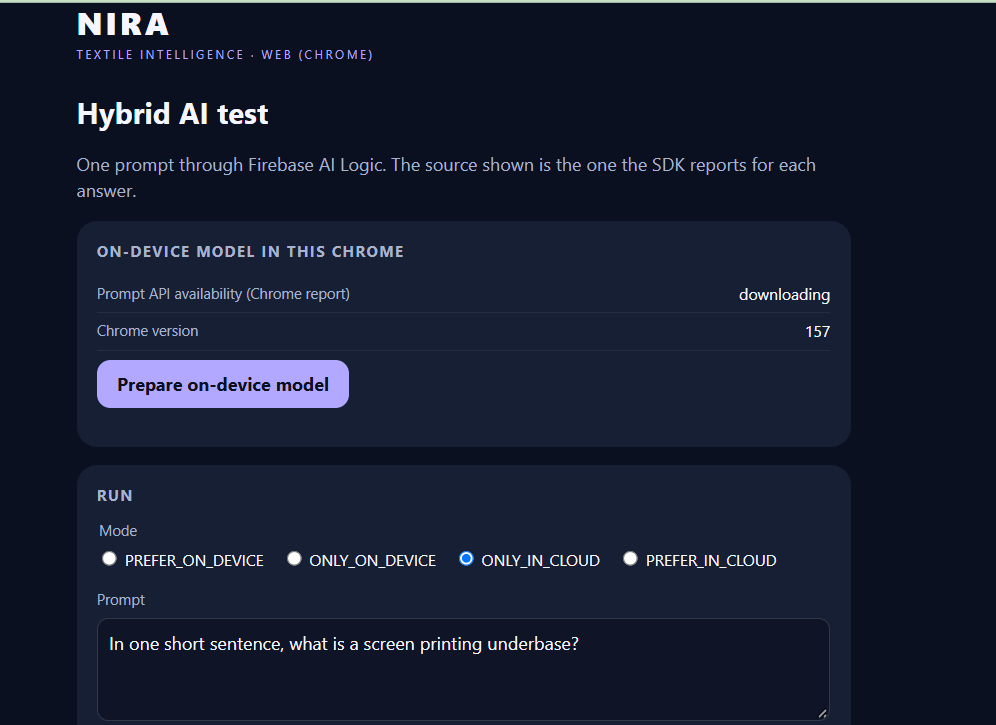 NIRA
TEXTILE INTELLIGENCE · WEB (CHROME)
Hybrid AI test
One prompt through Firebase AI Logic. The source shown is the one the SDK reports for each
answer.
ON-DEVICE MODEL IN THIS CHROME
Prompt API availability (Chrome report) downloading
Chrome version 157
Prepare on-device model
RUN
Mode
PREFER_ON_DEVICE ONLY_ON_DEVICE ONLY_IN_CLOUD PREFER_IN_CLOUD
Prompt
In one short sentence, what is a screen printing underbase?